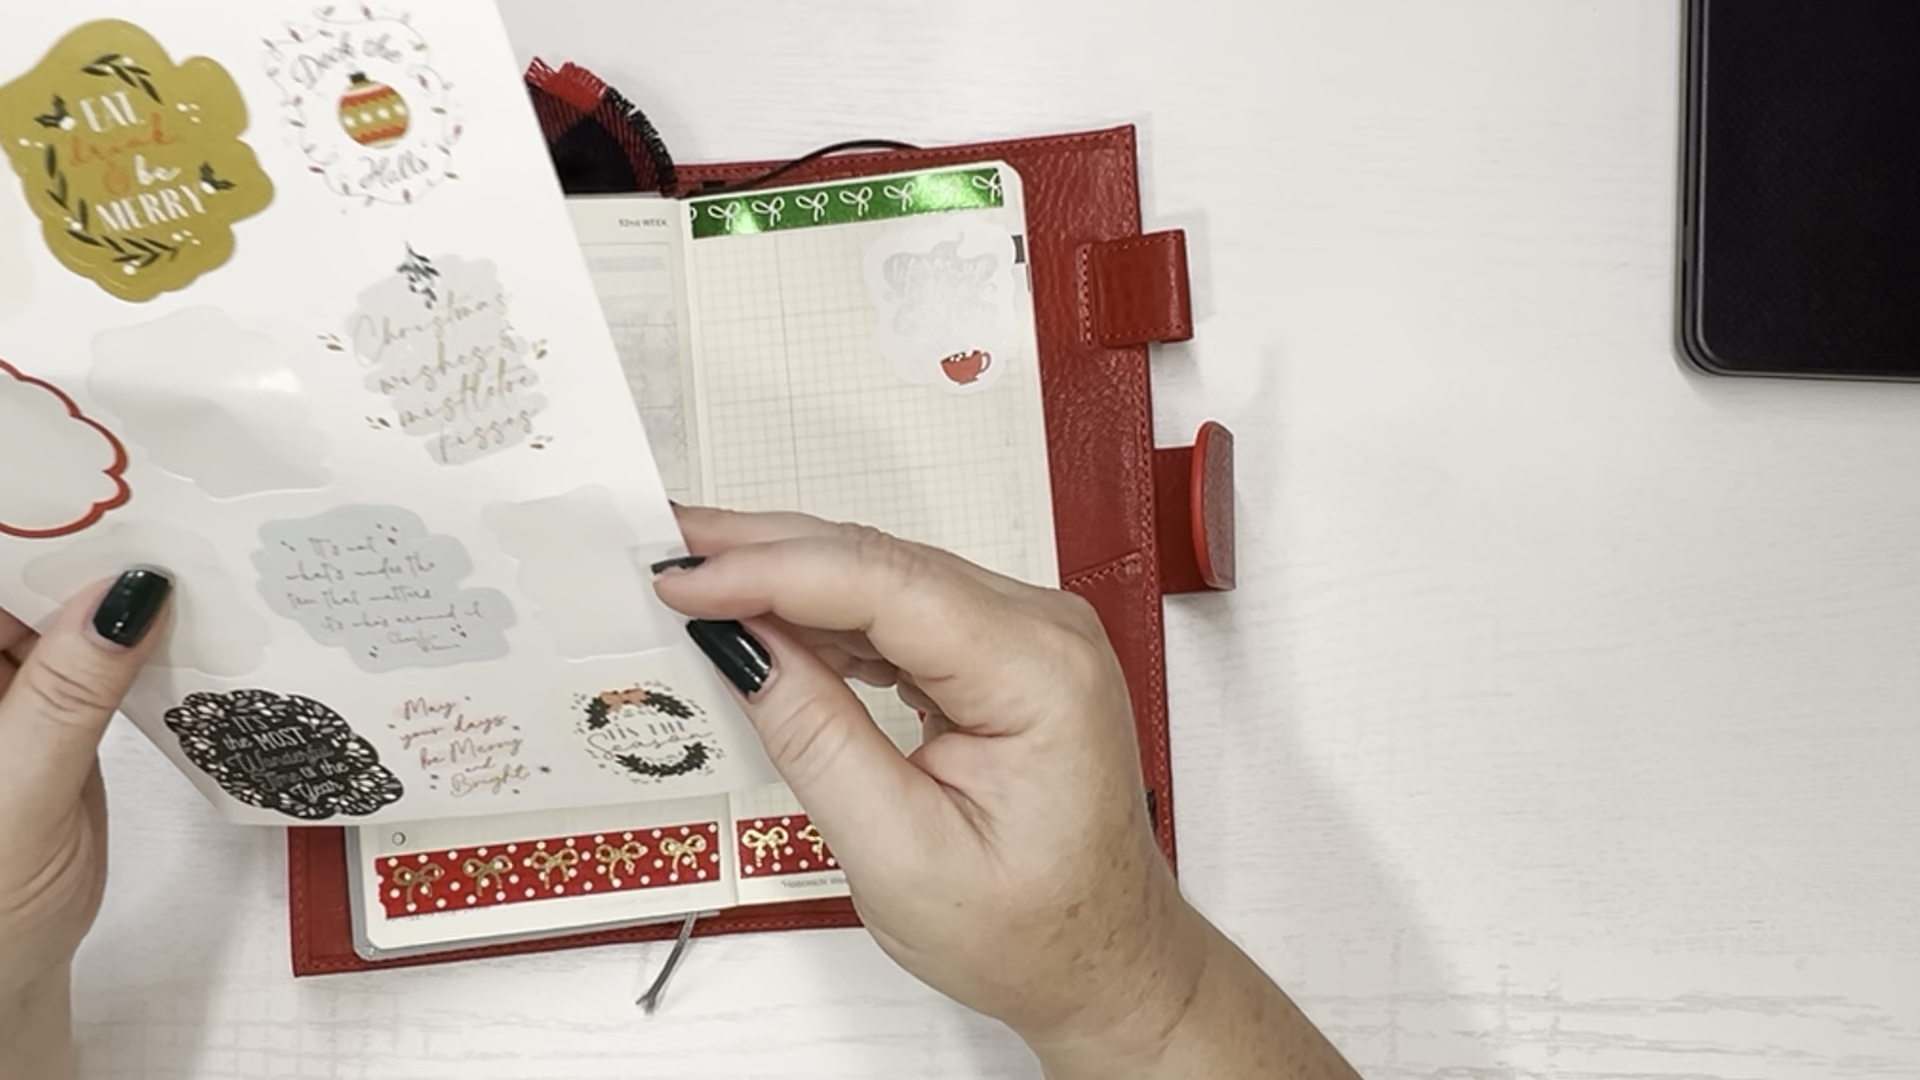 EAT
drink
& be
MERRY
Deck the
Halls
Christmas
wishes &
mistletoe
kisses
It's not
what's under the
tree that matters
it's who's around it
Charlie
Brown
IT'S
the MOST
Wonderful
Time of the
Year
May
your days
be Merry
and
Bright
'TIS THE
Season
52nd WEEK